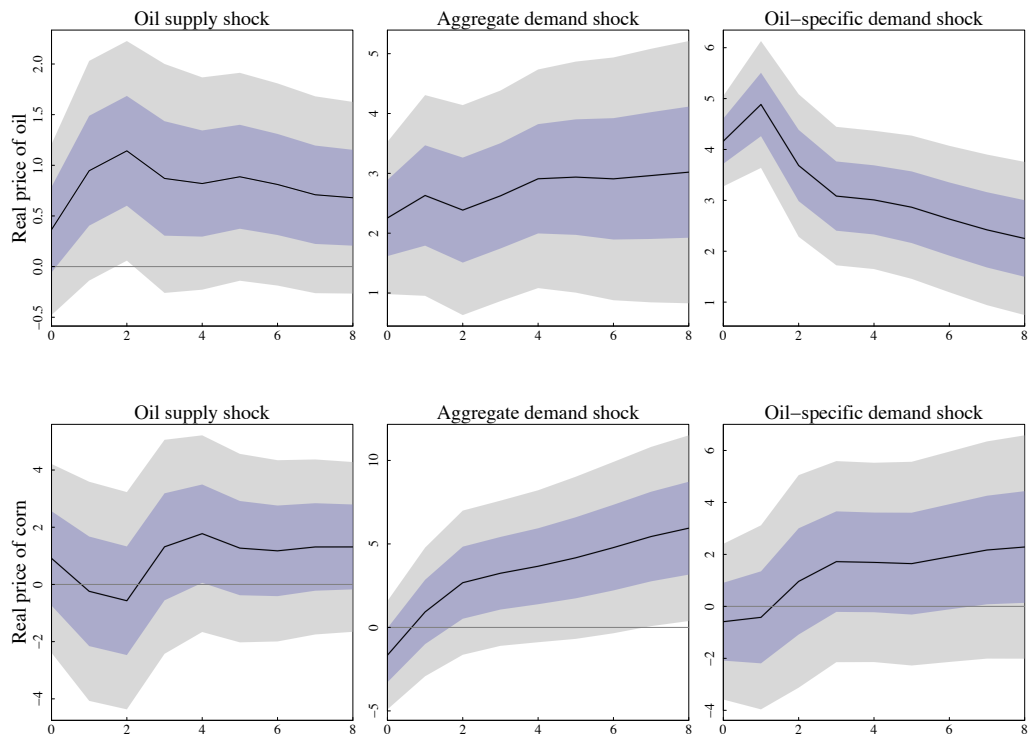 Oil supply shock
Aggregate demand shock
Oil−specific demand shock
Real price of oil
2.0
1.5
1.0
0.5
0.0
−0.5
0 2 4 6 8
5
4
3
2
1
0 2 4 6 8
6
5
4
3
2
1
0 2 4 6 8
Oil supply shock
Aggregate demand shock
Oil−specific demand shock
Real price of corn
4
2
0
−2
−4
0 2 4 6 8
10
5
0
−5
0 2 4 6 8
6
4
2
0
−2
−4
0 2 4 6 8